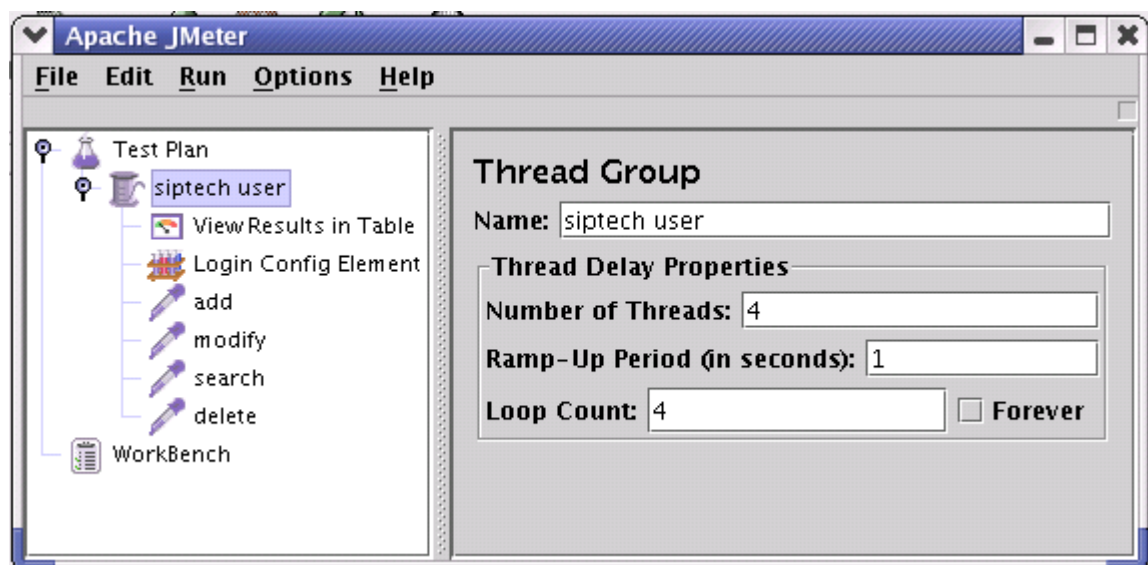 Apache JMeter
File Edit Run Options Help
Test Plan
siptech user
View Results in Table
Login Config Element
add
modify
search
delete
WorkBench
Thread Group
Name: siptech user
Thread Delay Properties
Number of Threads: 4
Ramp-Up Period (in seconds): 1
Loop Count: 4 Forever